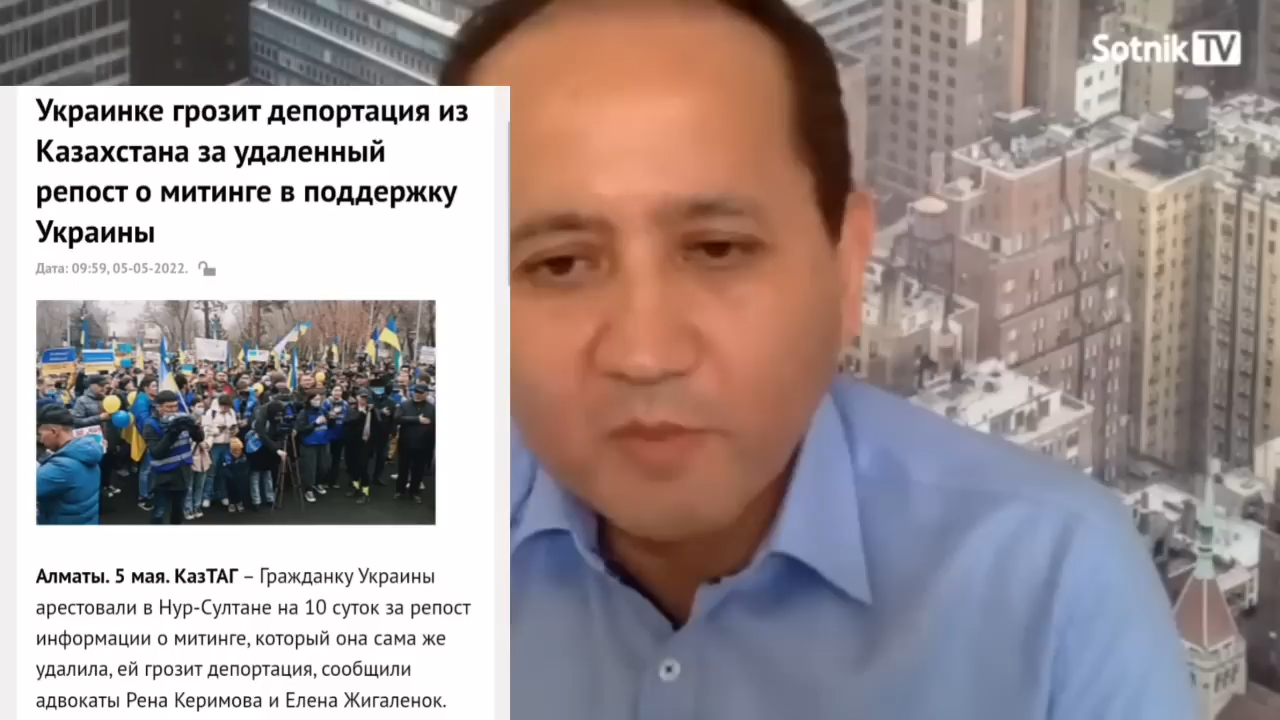 SotnikTV
Украинке грозит депортация из
Казахстана за удаленный
репост о митинге в поддержку
Украины
Дата: 09:59, 05-05-2022.
Алматы. 5 мая. КазТАГ – Гражданку Украины
арестовали в Нур-Султане на 10 суток за репост
информации о митинге, который она сама же
удалила, ей грозит депортация, сообщили
адвокаты Рена Керимова и Елена Жигаленок.